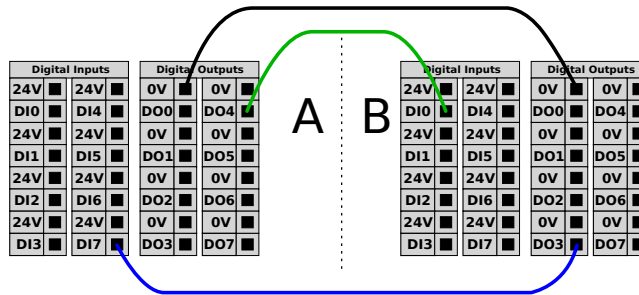 Digital Inputs Digital Outputs Digital Inputs Digital Outputs
24V 24V 0V 0V 24V 24V 0V 0V
DI0 DI4 DO0 DO4 A B DI0 DI4 DO0 DO4
24V 24V 0V 0V 24V 24V 0V 0V
DI1 DI5 DO1 DO5 DI1 DI5 DO1 DO5
24V 24V 0V 0V 24V 24V 0V 0V
DI2 DI6 DO2 DO6 DI2 DI6 DO2 DO6
24V 24V 0V 0V 24V 24V 0V 0V
DI3 DI7 DO3 DO7 DI3 DI7 DO3 DO7